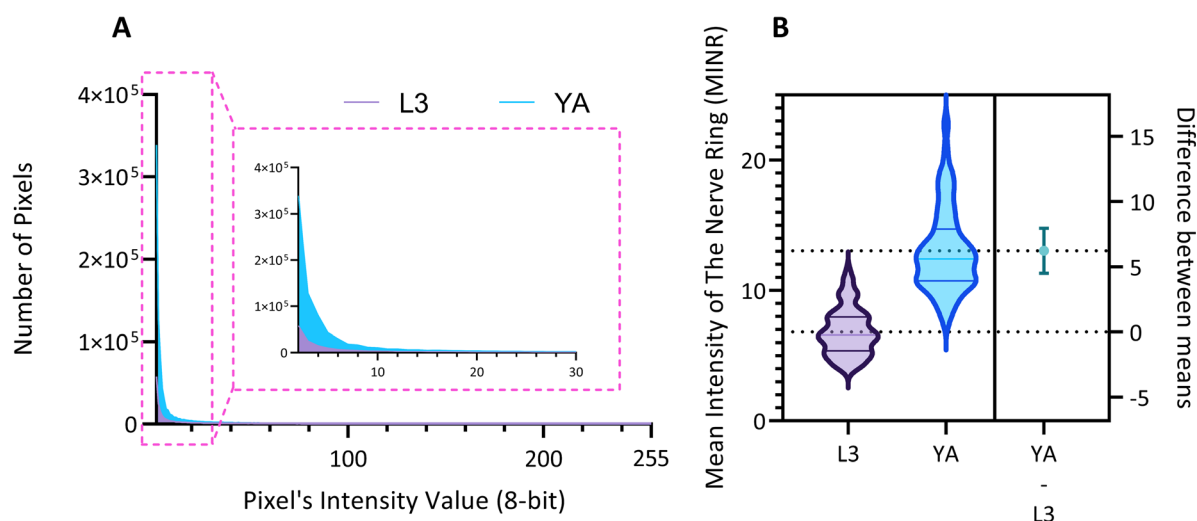 A
4×10⁵
3×10⁵
2×10⁵
1×10⁵
0
Number of Pixels
L3 YA
4×10⁵
3×10⁵
2×10⁵
1×10⁵
0
10 20 30
100 200 255
Pixel's Intensity Value (8-bit)
B
Mean Intensity of The Nerve Ring (MINR)
20
10
0
15
10
5
0
-5
Difference between means
L3 YA YA
-
L3